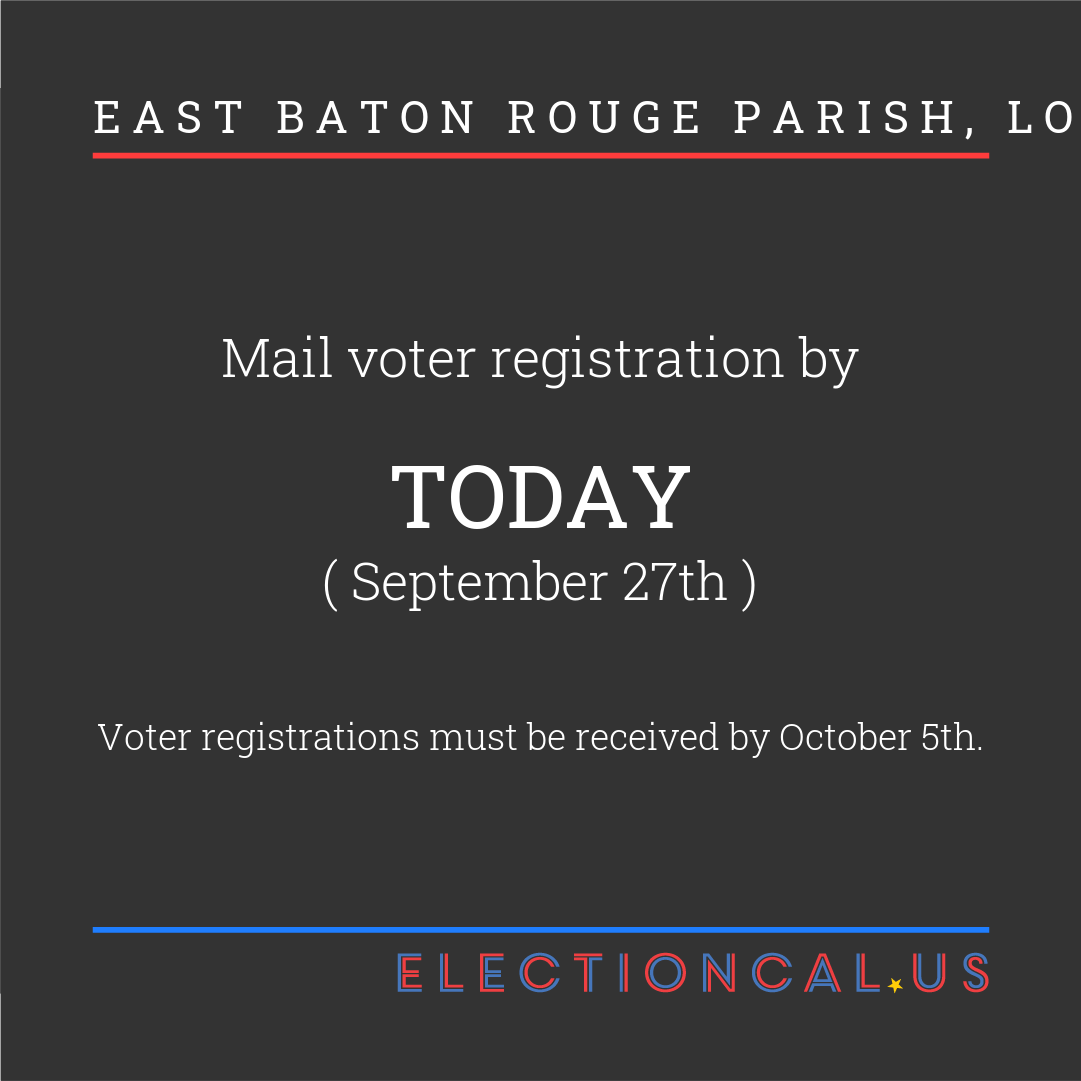 EAST BATON ROUGE PARISH, LO
Mail voter registration by
TODAY
( September 27th )
Voter registrations must be received by October 5th.
ELECTIONCAL.US